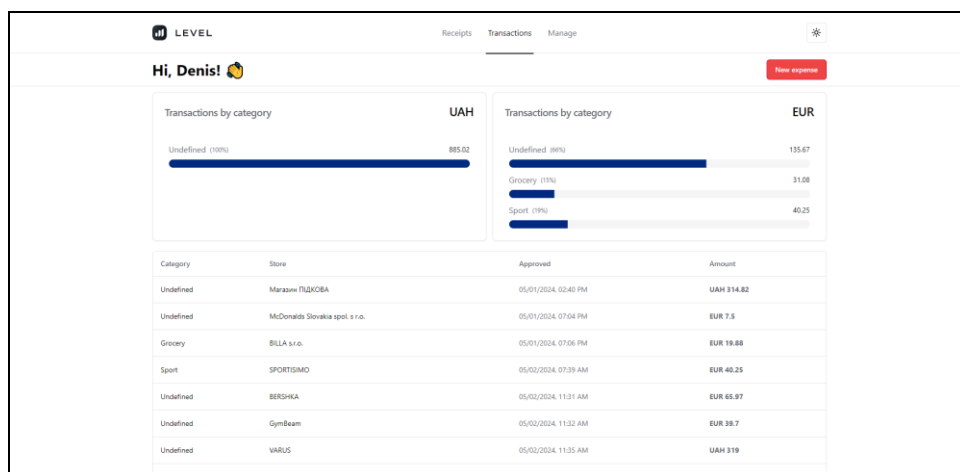 LEVEL
Receipts Transactions Manage
Hi, Denis!
New expense
Transactions by category UAH
Undefined (100%) 885.02
Transactions by category EUR
Undefined (66%) 135.67
Grocery (15%) 31.08
Sport (19%) 40.25
Category Store Approved Amount
Undefined Магазин ПІДКОВА 05/01/2024, 02:40 PM UAH 314.82
Undefined McDonalds Slovakia spol. s r.o. 05/01/2024, 07:04 PM EUR 7.5
Grocery BILLA s.r.o. 05/01/2024, 07:06 PM EUR 19.88
Sport SPORTISIMO 05/02/2024, 07:39 AM EUR 40.25
Undefined BERSHKA 05/02/2024, 11:31 AM EUR 65.97
Undefined GymBeam 05/02/2024, 11:32 AM EUR 39.7
Undefined VARUS 05/02/2024, 11:35 AM UAH 319